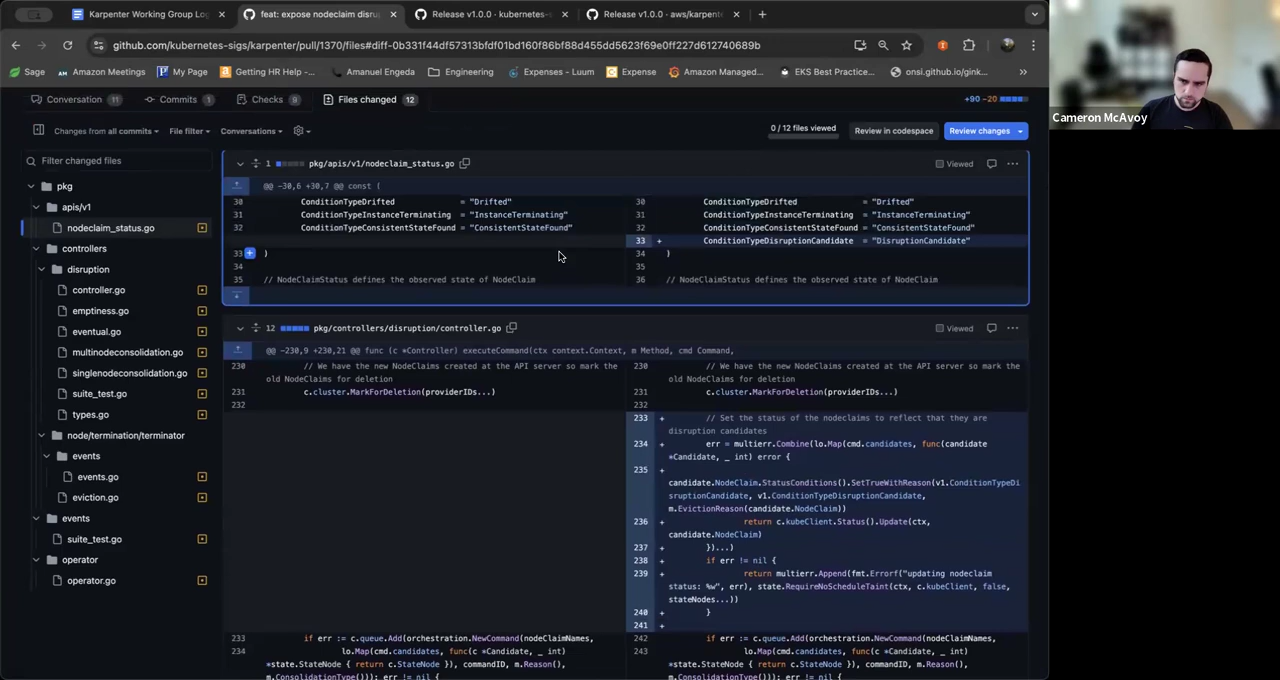 Karpenter Working Group Log
feat: expose nodeclaim disrup
Release v1.0.0 · kubernetes-s
Release v1.0.0 · aws/karpente
github.com/kubernetes-sigs/karpenter/pull/1370/files#diff-0b331f44df57313bfdf01bd160f86bf88d455dd5623f69e0ff227d612740689b
Sage
Amazon Meetings
My Page
Getting HR Help -...
Amanuel Engeda
Engineering
Expenses - Luum
Expense
Amazon Managed...
EKS Best Practice...
onsi.github.io/gink...
Cameron McAvoy
Conversation 11
Commits 1
Checks 9
Files changed 12
+90 −20
Changes from all commits
File filter
Conversations
0 / 12 files viewed
Review in codespace
Review changes
Filter changed files
pkg
apis/v1
nodeclaim_status.go
controllers
disruption
controller.go
emptiness.go
eventual.go
multinodeconsolidation.go
singlenodeconsolidation.go
suite_test.go
types.go
node/termination/terminator
events
events.go
eviction.go
events
suite_test.go
operator
operator.go
1 pkg/apis/v1/nodeclaim_status.go
Viewed
@@ -30,6 +30,7 @@ const (
30 ConditionTypeDrifted = "Drifted"
31 ConditionTypeInstanceTerminating = "InstanceTerminating"
32 ConditionTypeConsistentStateFound = "ConsistentStateFound"
33 )
34
35 // NodeClaimStatus defines the observed state of NodeClaim
30 ConditionTypeDrifted = "Drifted"
31 ConditionTypeInstanceTerminating = "InstanceTerminating"
32 ConditionTypeConsistentStateFound = "ConsistentStateFound"
33 + ConditionTypeDisruptionCandidate = "DisruptionCandidate"
34 )
35
36 // NodeClaimStatus defines the observed state of NodeClaim
12 pkg/controllers/disruption/controller.go
Viewed
@@ -230,9 +230,21 @@ func (c *Controller) executeCommand(ctx context.Context, m Method, cmd Command,
230 // We have the new NodeClaims created at the API server so mark the
old NodeClaims for deletion
231 c.cluster.MarkForDeletion(providerIDs...)
232
233 if err := c.queue.Add(orchestration.NewCommand(nodeClaimNames,
234 lo.Map(cmd.candidates, func(c *Candidate, _ int)
*state.StateNode { return c.StateNode }), commandID, m.Reason(),
m.ConsolidationType())); err != nil {
230 // We have the new NodeClaims created at the API server so mark the
old NodeClaims for deletion
231 c.cluster.MarkForDeletion(providerIDs...)
232
233 + // Set the status of the nodeclaims to reflect that they are
disruption candidates
234 + err = multierr.Combine(lo.Map(cmd.candidates, func(candidate
*Candidate, _ int) error {
235 +
candidate.NodeClaim.StatusConditions().SetTrueWithReason(v1.ConditionTypeDi
sruptionCandidate, v1.ConditionTypeDisruptionCandidate,
m.EvictionReason(candidate.NodeClaim))
236 + return c.kubeClient.Status().Update(ctx,
candidate.NodeClaim)
237 + })...)
238 + if err != nil {
239 + return multierr.Append(fmt.Errorf("updating nodeclaim
status: %w", err), state.RequireNoScheduleTaint(ctx, c.kubeClient, false,
stateNodes...))
240 + }
241 +
242 if err := c.queue.Add(orchestration.NewCommand(nodeClaimNames,
243 lo.Map(cmd.candidates, func(c *Candidate, _ int)
*state.StateNode { return c.StateNode }), commandID, m.Reason(),
m.ConsolidationType())); err != nil {